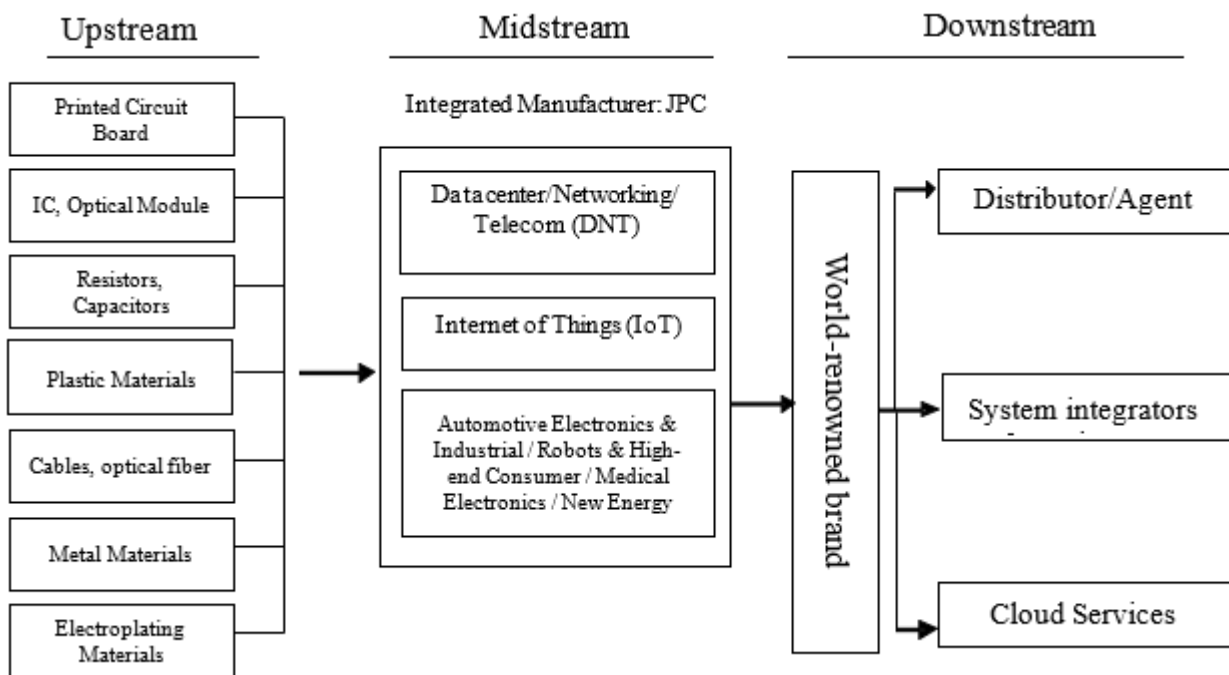 Upstream
Printed Circuit
Board
IC, Optical Module
Resistors,
Capacitors
Plastic Materials
Cables, optical fiber
Metal Materials
Electroplating
Materials
Midstream
Integrated Manufacturer: JPC
Datacenter/Networking/
Telecom (DNT)
Internet of Things (IoT)
Automotive Electronics &
Industrial / Robots & High-
end Consumer / Medical
Electronics / New Energy
Downstream
World-renowned brand
Distributor/Agent
System integrators
Cloud Services